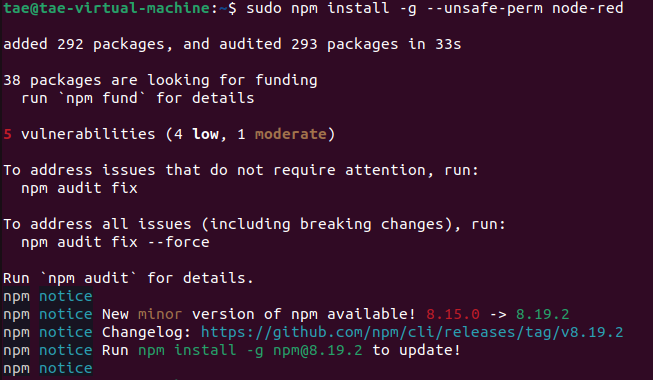 tae@tae-virtual-machine:~$ sudo npm install -g --unsafe-perm node-red
added 292 packages, and audited 293 packages in 33s
38 packages are looking for funding
  run `npm fund` for details
5 vulnerabilities (4 low, 1 moderate)
To address issues that do not require attention, run:
  npm audit fix
To address all issues (including breaking changes), run:
  npm audit fix --force
Run `npm audit` for details.
npm notice
npm notice New minor version of npm available! 8.15.0 -> 8.19.2
npm notice Changelog: https://github.com/npm/cli/releases/tag/v8.19.2
npm notice Run npm install -g npm@8.19.2 to update!
npm notice